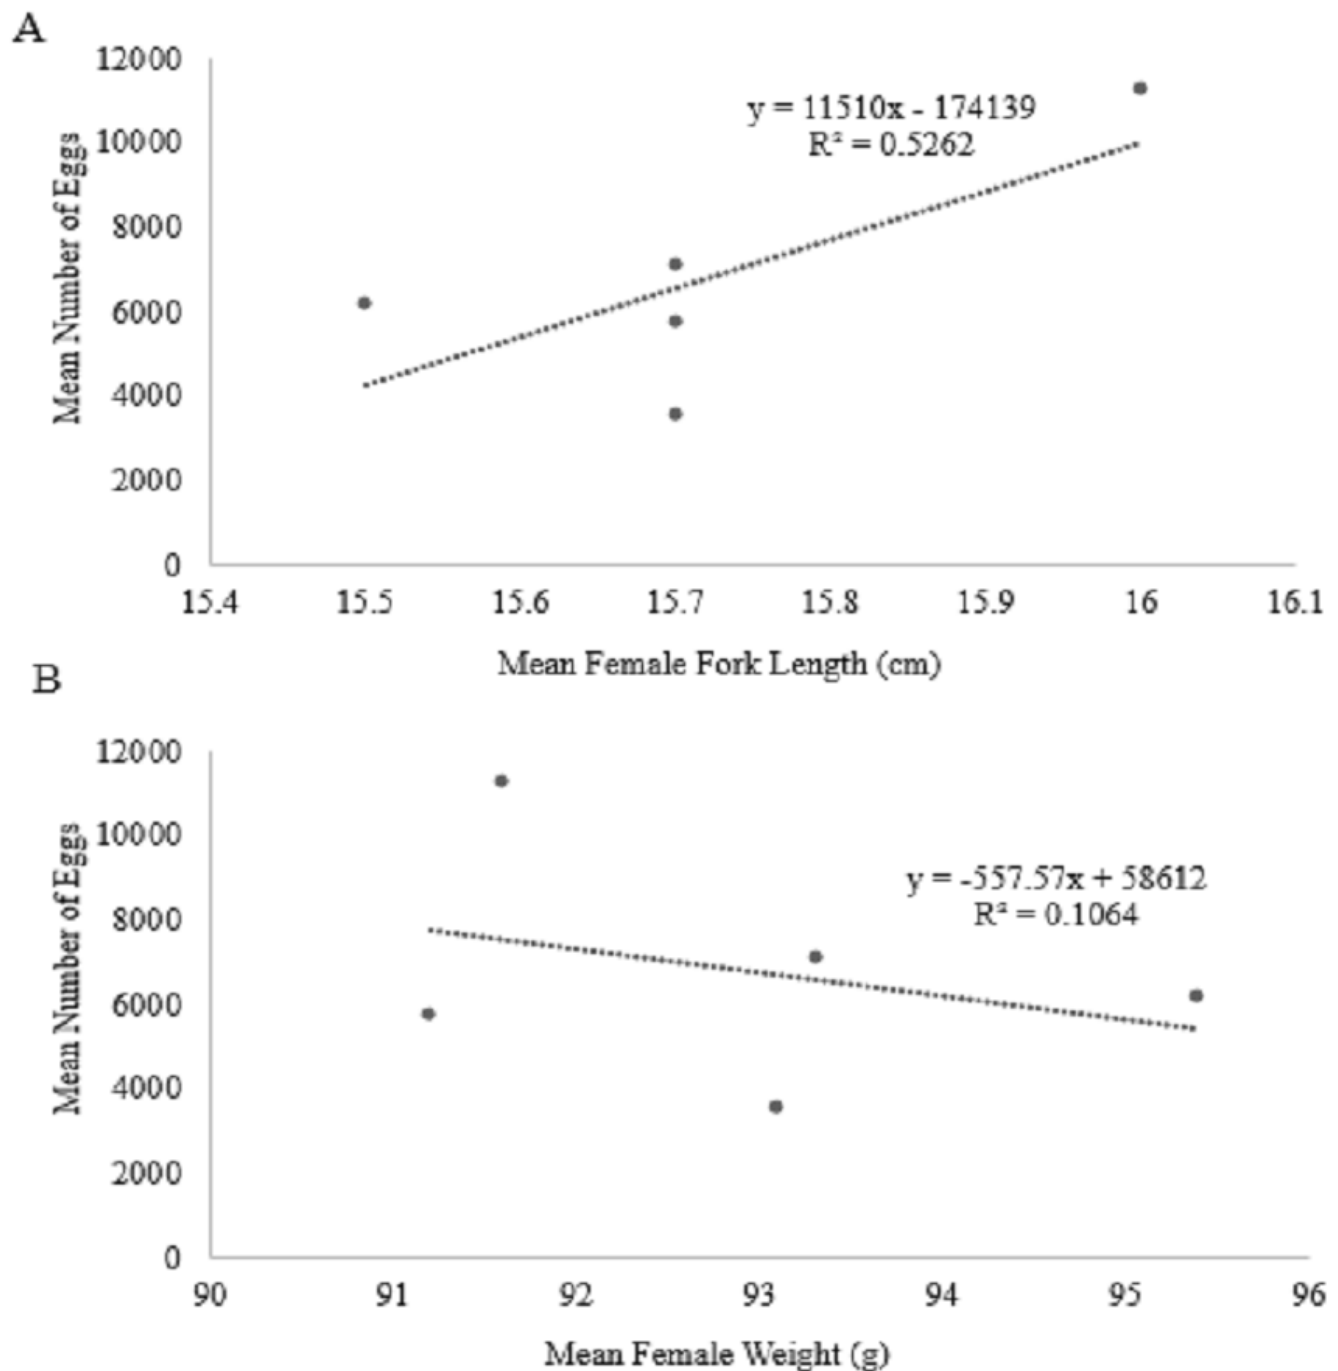 A
12000
10000
8000
6000
4000
2000
0
Mean Number of Eggs
y = 11510x - 174139
R² = 0.5262
15.4 15.5 15.6 15.7 15.8 15.9 16 16.1
Mean Female Fork Length (cm)
B
12000
10000
8000
6000
4000
2000
0
Mean Number of Eggs
y = -557.57x + 58612
R² = 0.1064
90 91 92 93 94 95 96
Mean Female Weight (g)